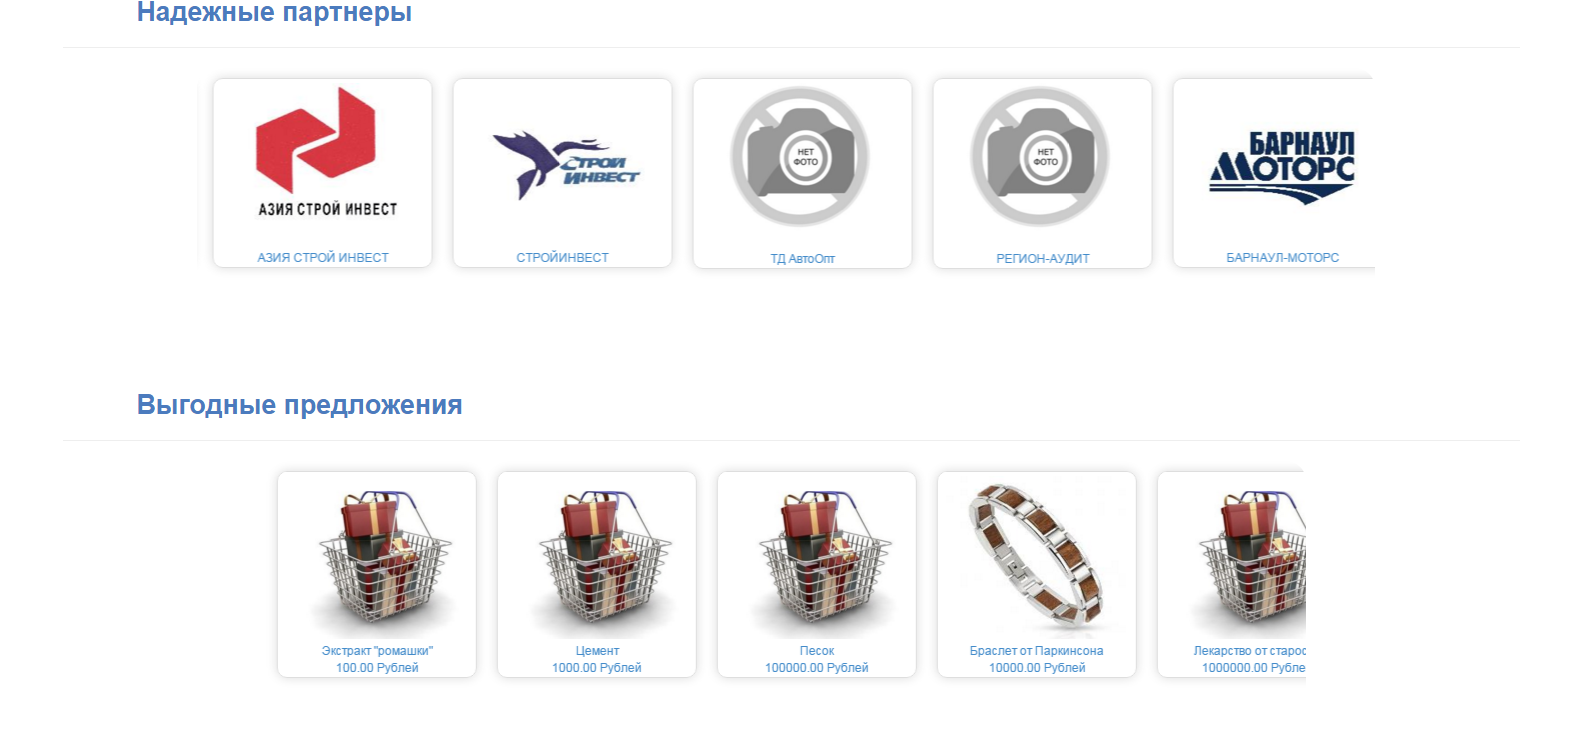 Надежные партнеры
АЗИЯ СТРОЙ ИНВЕСТ
СТРОЙ
ИНВЕСТ
НЕТ
ФОТО
НЕТ
ФОТО
БАРНАУЛ
МОТОРС
АЗИЯ СТРОЙ ИНВЕСТ
СТРОЙИНВЕСТ
ТД АвтоОпт
РЕГИОН-АУДИТ
БАРНАУЛ-МОТОРС
Выгодные предложения
Экстракт "ромашки"
100.00 Рублей
Цемент
1000.00 Рублей
Песок
100000.00 Рублей
Браслет от Паркинсона
10000.00 Рублей
Лекарство от старос
1000000.00 Рубле